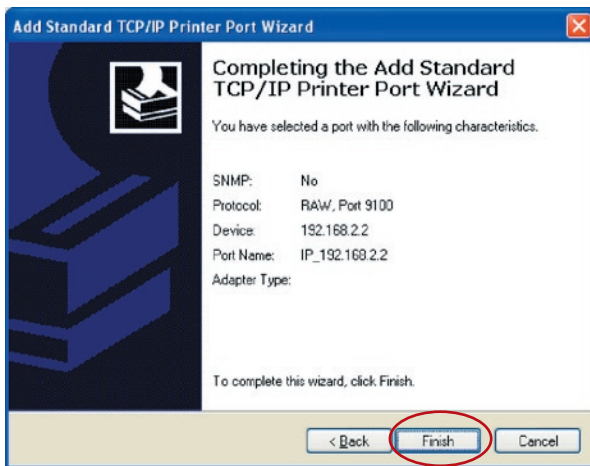 Add Standard TCP/IP Printer Port Wizard
Completing the Add Standard
TCP/IP Printer Port Wizard
You have selected a port with the following characteristics.
SNMP: No
Protocol: RAW, Port 9100
Device: 192.168.2.2
Port Name: IP_192.168.2.2
Adapter Type:
To complete this wizard, click Finish.
< Back Finish Cancel